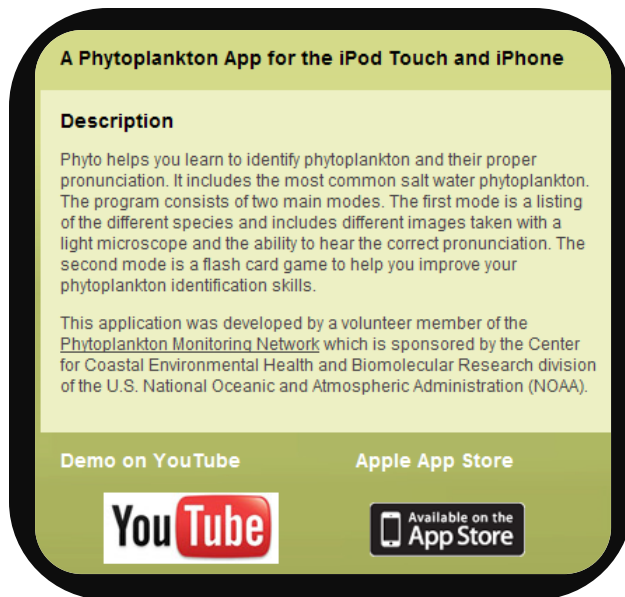 A Phytoplankton App for the iPod Touch and iPhone
Description
Phyto helps you learn to identify phytoplankton and their proper
pronunciation. It includes the most common salt water phytoplankton.
The program consists of two main modes. The first mode is a listing
of the different species and includes different images taken with a
light microscope and the ability to hear the correct pronunciation. The
second mode is a flash card game to help you improve your
phytoplankton identification skills.
This application was developed by a volunteer member of the
Phytoplankton Monitoring Network which is sponsored by the Center
for Coastal Environmental Health and Biomolecular Research division
of the U.S. National Oceanic and Atmospheric Administration (NOAA).
Demo on YouTube
Apple App Store
YouTube
Available on the
App Store